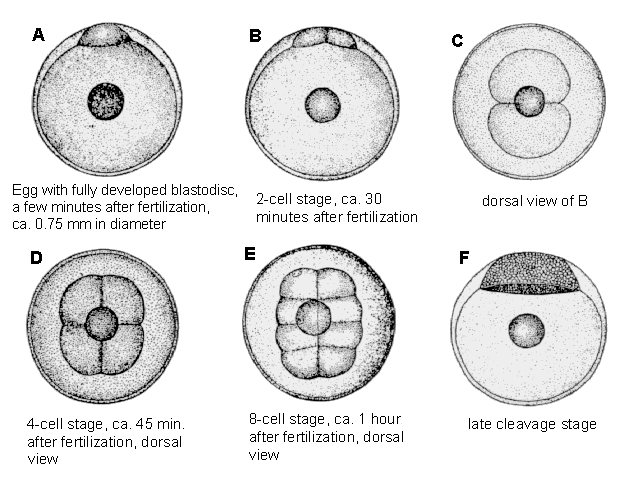 A
B
C
Egg with fully developed blastodisc,
a few minutes after fertilization,
ca. 0.75 mm in diameter
2-cell stage, ca. 30
minutes after fertilization
dorsal view of B
D
E
F
4-cell stage, ca. 45 min.
after fertilization, dorsal
view
8-cell stage, ca. 1 hour
after fertilization, dorsal
view
late cleavage stage